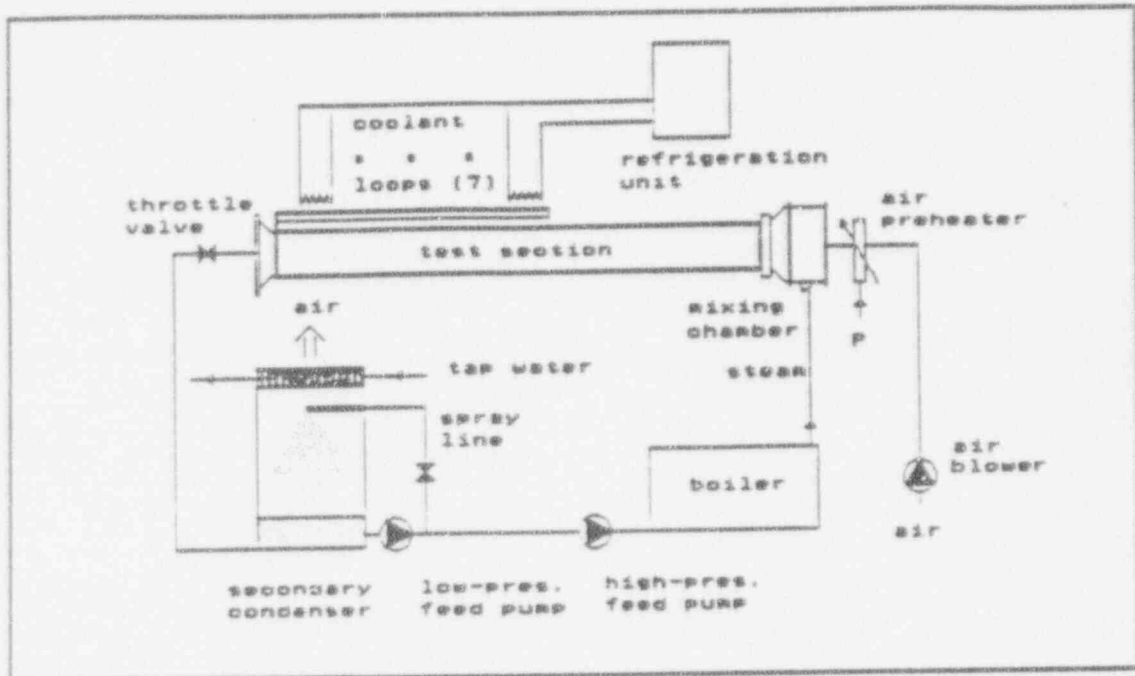 coolant
loops (7)
refrigeration
unit
throttle
valve
air
preheater
test section
air
mixing
chamber
P
tap water
steam
spray
line
boiler
air
blower
air
secondary
condenser
low-pres.
feed pump
high-pres.
feed pump